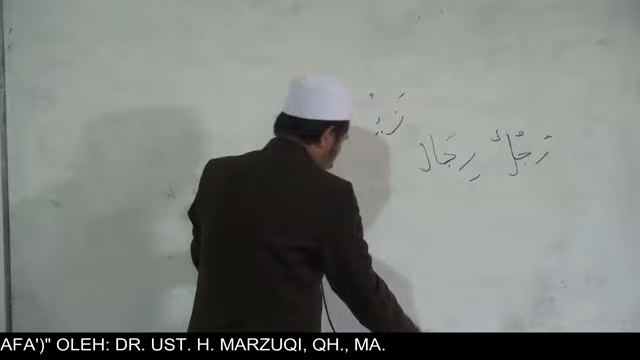 رَجُلٌ رِجَال
AFA')" OLEH: DR. UST. H. MARZUQI, QH., MA.